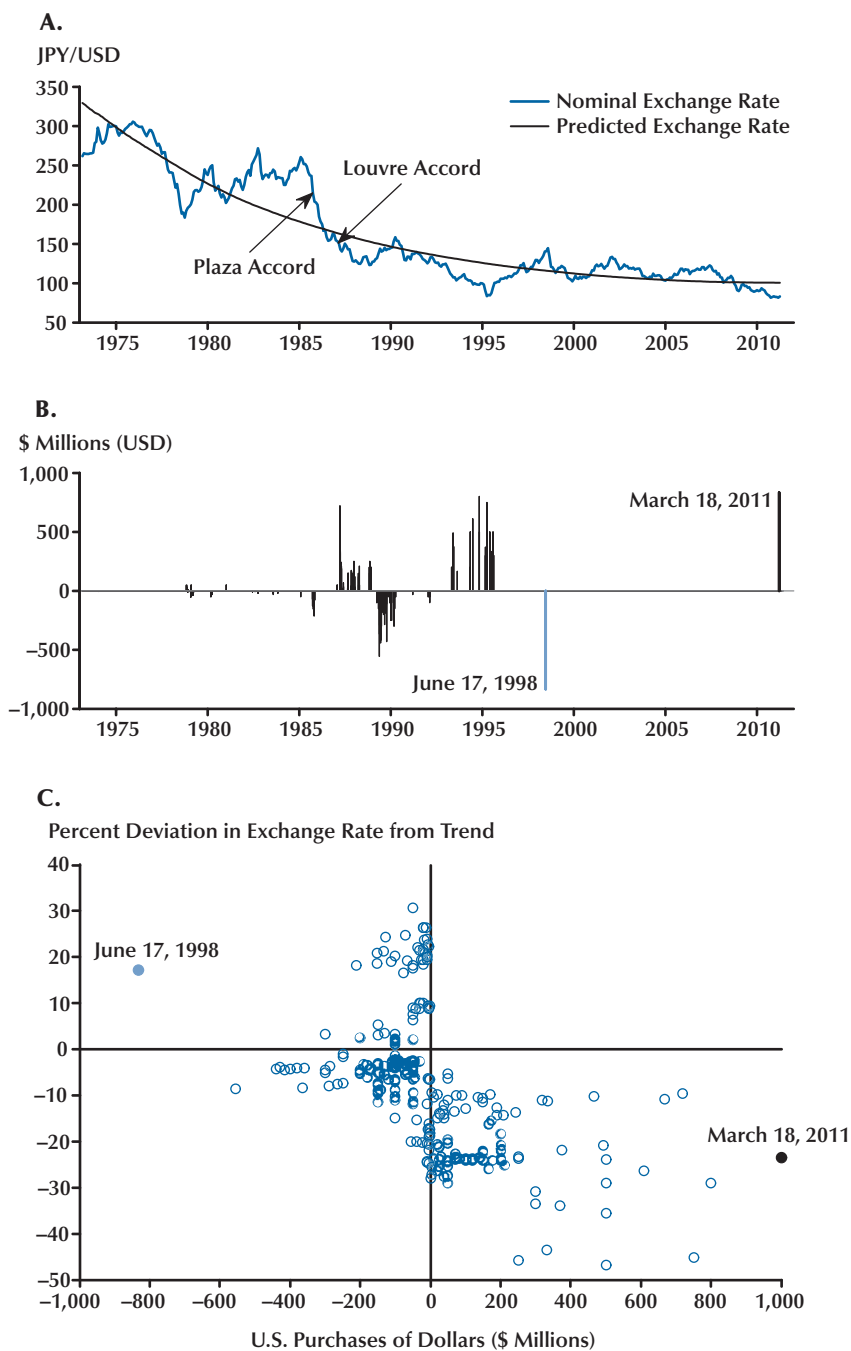 A.
JPY/USD
350
300
250
200
150
100
50
Nominal Exchange Rate
Predicted Exchange Rate
Louvre Accord
Plaza Accord
1975 1980 1985 1990 1995 2000 2005 2010
B.
$ Millions (USD)
1,000
500
0
−500
−1,000
March 18, 2011
June 17, 1998
1975 1980 1985 1990 1995 2000 2005 2010
C.
Percent Deviation in Exchange Rate from Trend
40
30
20
10
0
−10
−20
−30
−40
−50
June 17, 1998
March 18, 2011
−1,000 −800 −600 −400 −200 0 200 400 600 800 1,000
U.S. Purchases of Dollars ($ Millions)